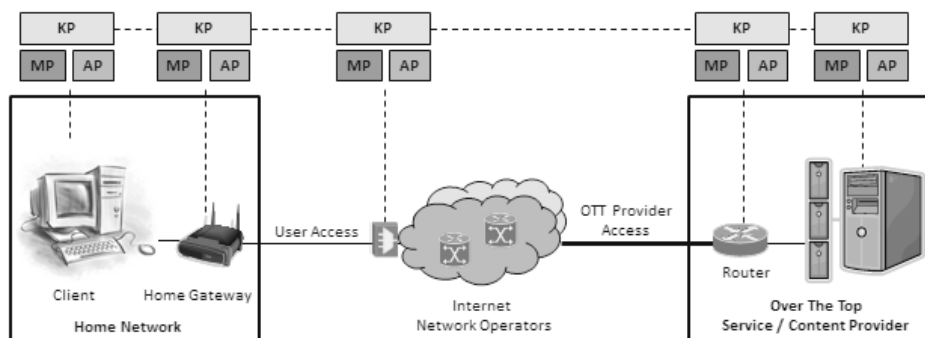 KP KP KP KP KP
MP AP MP AP MP AP MP AP MP AP
User Access
OTT Provider
Access
Router
Client
Home Gateway
Home Network
Internet
Network Operators
Over The Top
Service / Content Provider